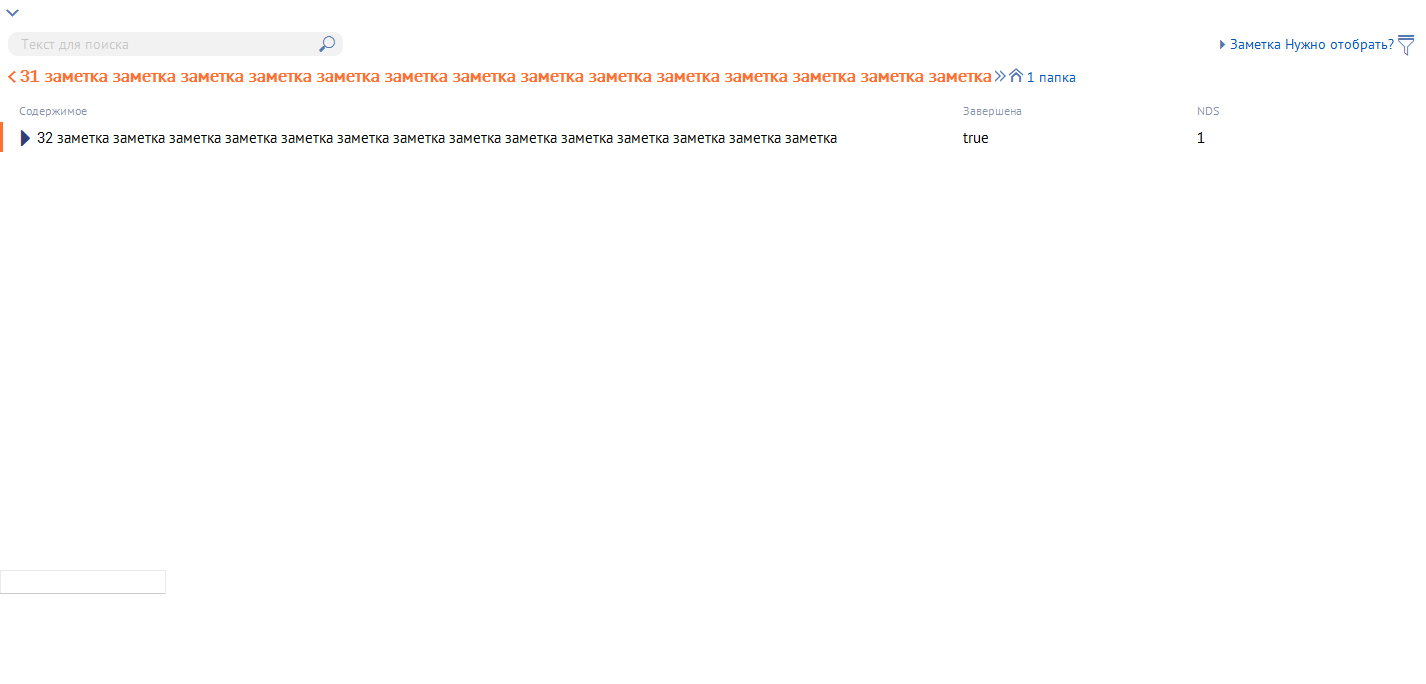 Текст для поиска
Заметка Нужно отобрать?
31 заметка заметка заметка заметка заметка заметка заметка заметка заметка заметка заметка заметка заметка заметка 1 папка
Содержимое Завершена NDS
32 заметка заметка заметка заметка заметка заметка заметка заметка заметка заметка заметка заметка заметка заметка true 1